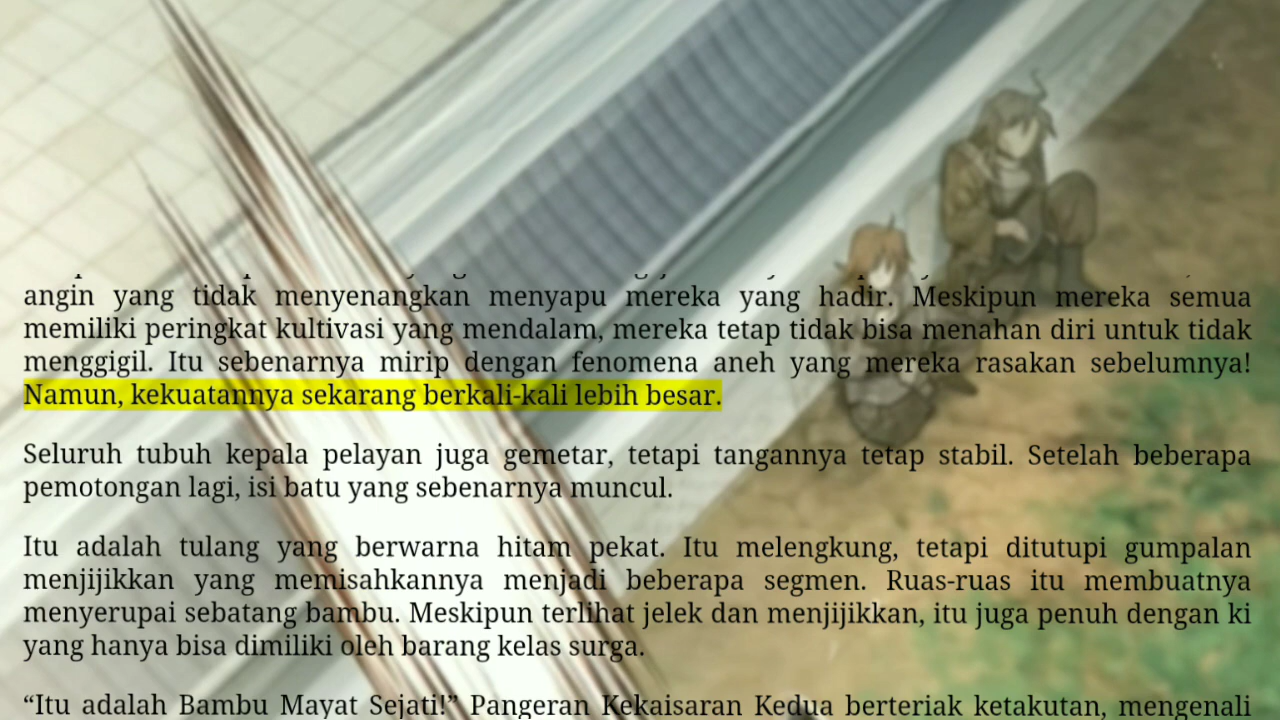 angin yang tidak menyenangkan menyapu mereka yang hadir. Meskipun mereka semua
memiliki peringkat kultivasi yang mendalam, mereka tetap tidak bisa menahan diri untuk tidak
menggigil. Itu sebenarnya mirip dengan fenomena aneh yang mereka rasakan sebelumnya!
Namun, kekuatannya sekarang berkali-kali lebih besar.
Seluruh tubuh kepala pelayan juga gemetar, tetapi tangannya tetap stabil. Setelah beberapa
pemotongan lagi, isi batu yang sebenarnya muncul.
Itu adalah tulang yang berwarna hitam pekat. Itu melengkung, tetapi ditutupi gumpalan
menjijikkan yang memisahkannya menjadi beberapa segmen. Ruas-ruas itu membuatnya
menyerupai sebatang bambu. Meskipun terlihat jelek dan menjijikkan, itu juga penuh dengan ki
yang hanya bisa dimiliki oleh barang kelas surga.
“Itu adalah Bambu Mayat Sejati!” Pangeran Kekaisaran Kedua berteriak ketakutan, mengenali